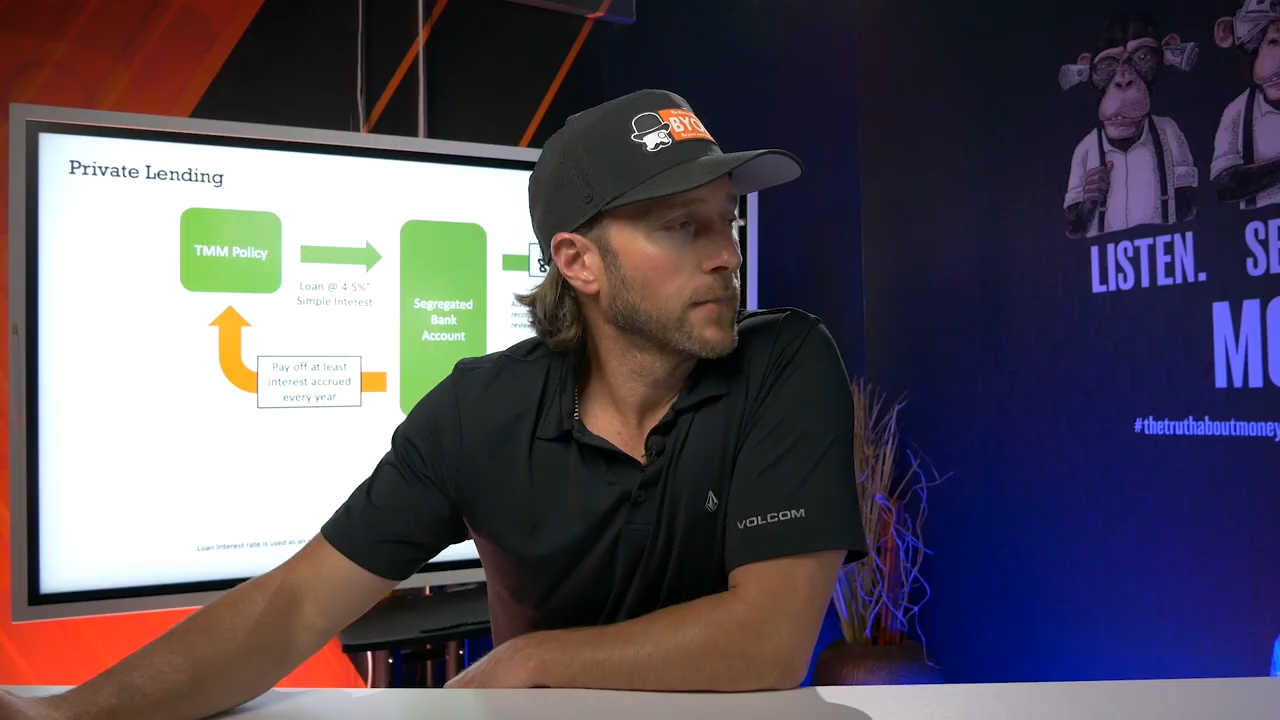 Private Lending
TMM Policy
Loan @ 4-5%*
Simple Interest
Segregated
Bank
Account
Pay off at least
interest accrued
every year
Loan interest rate is used as an
VOLCOM
LISTEN.
#thetruthaboutmoney